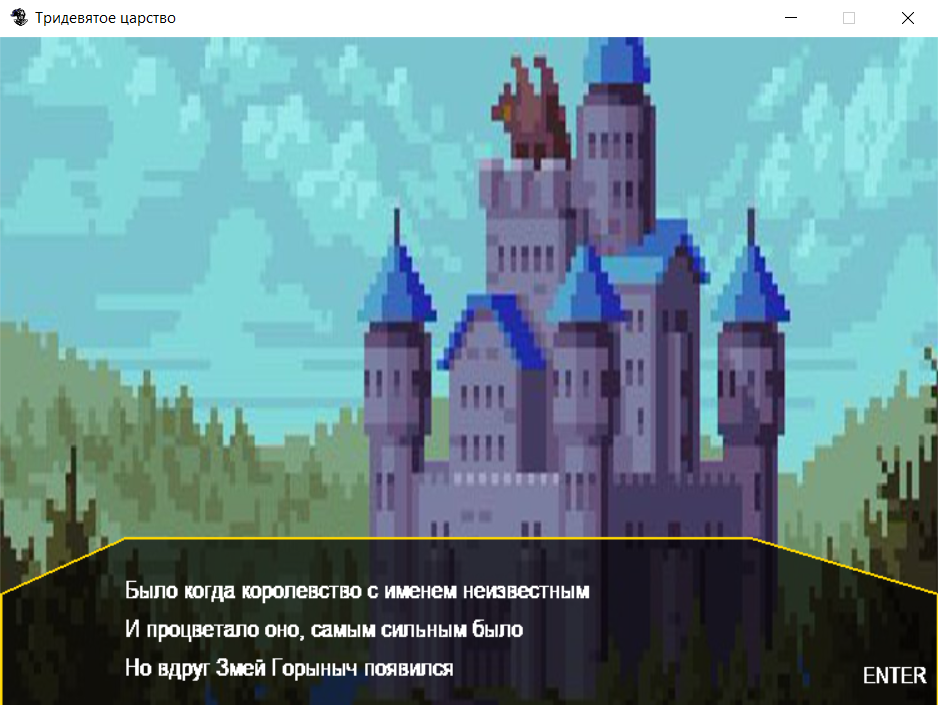 Тридевятое царство
Было когда королевство с именем неизвестным
И процветало оно, самым сильным было
Но вдруг Змей Горыныч появился
ENTER